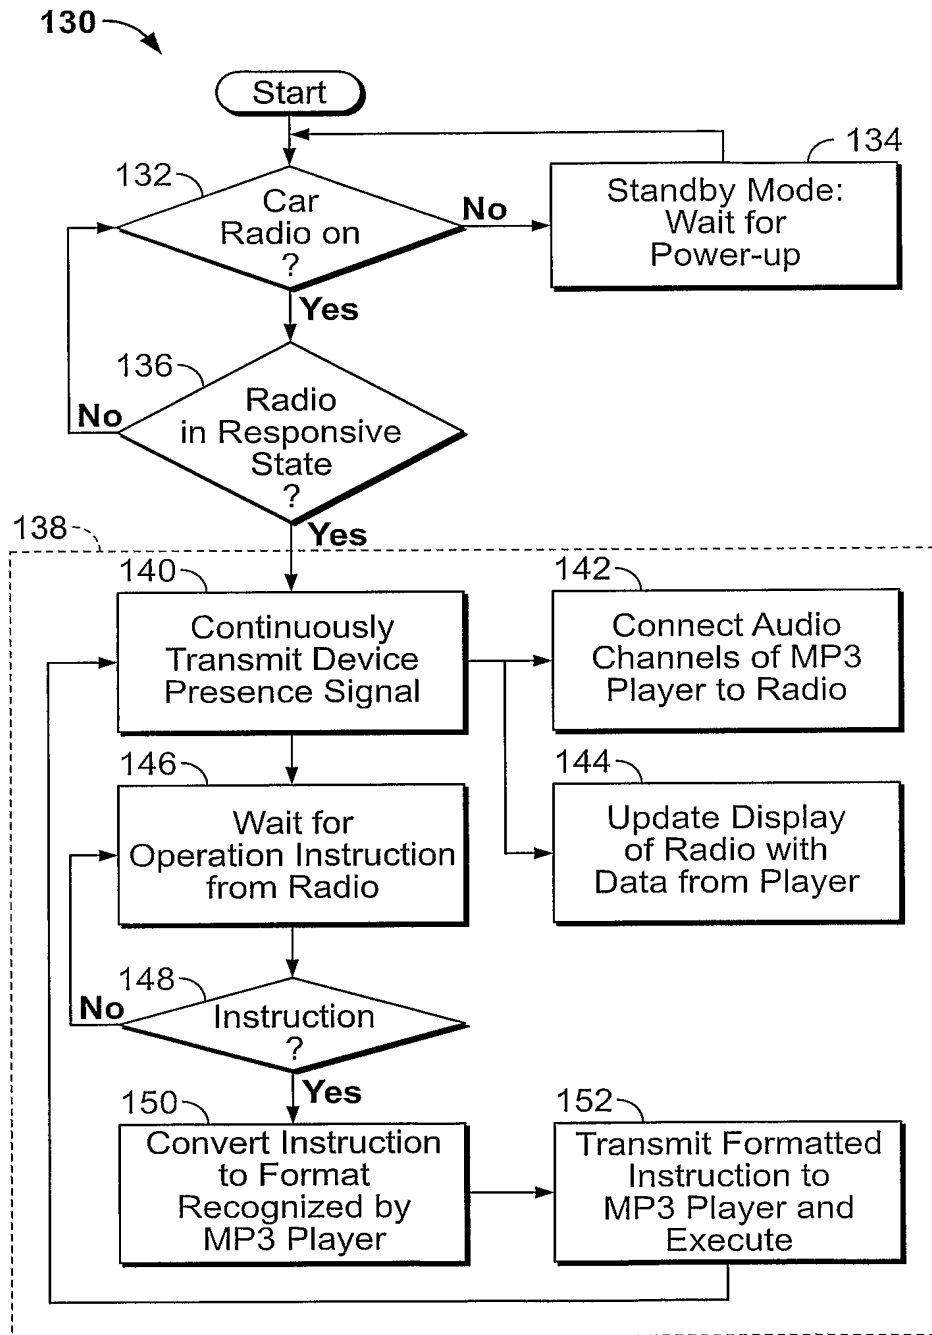 130
Start
132
Car
Radio on
?
No
134
Standby Mode:
Wait for
Power-up
Yes
136
Radio
in Responsive
State
?
No
Yes
138
140
Continuously
Transmit Device
Presence Signal
142
Connect Audio
Channels of MP3
Player to Radio
146
Wait for
Operation Instruction
from Radio
144
Update Display
of Radio with
Data from Player
148
Instruction
?
No
Yes
150
Convert Instruction
to Format
Recognized by
MP3 Player
152
Transmit Formatted
Instruction to
MP3 Player and
Execute